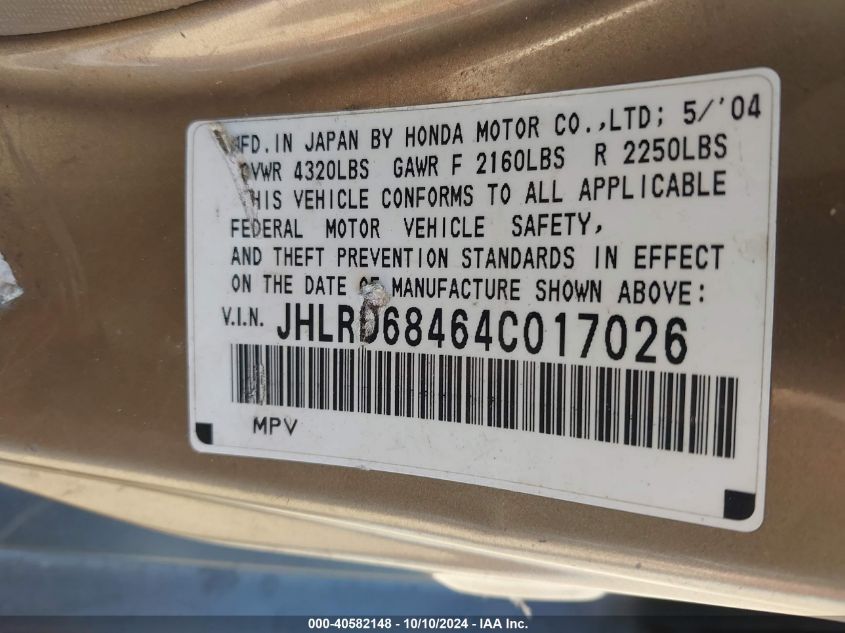 MFD. IN JAPAN BY HONDA MOTOR CO.,LTD; 5/'04
GVWR 4320LBS GAWR F 2160LBS R 2250LBS
THIS VEHICLE CONFORMS TO ALL APPLICABLE
FEDERAL MOTOR VEHICLE SAFETY,
AND THEFT PREVENTION STANDARDS IN EFFECT
ON THE DATE OF MANUFACTURE SHOWN ABOVE:
V.I.N. JHLRD68464C017026
MPV
000-40582148 - 10/10/2024 - IAA Inc.